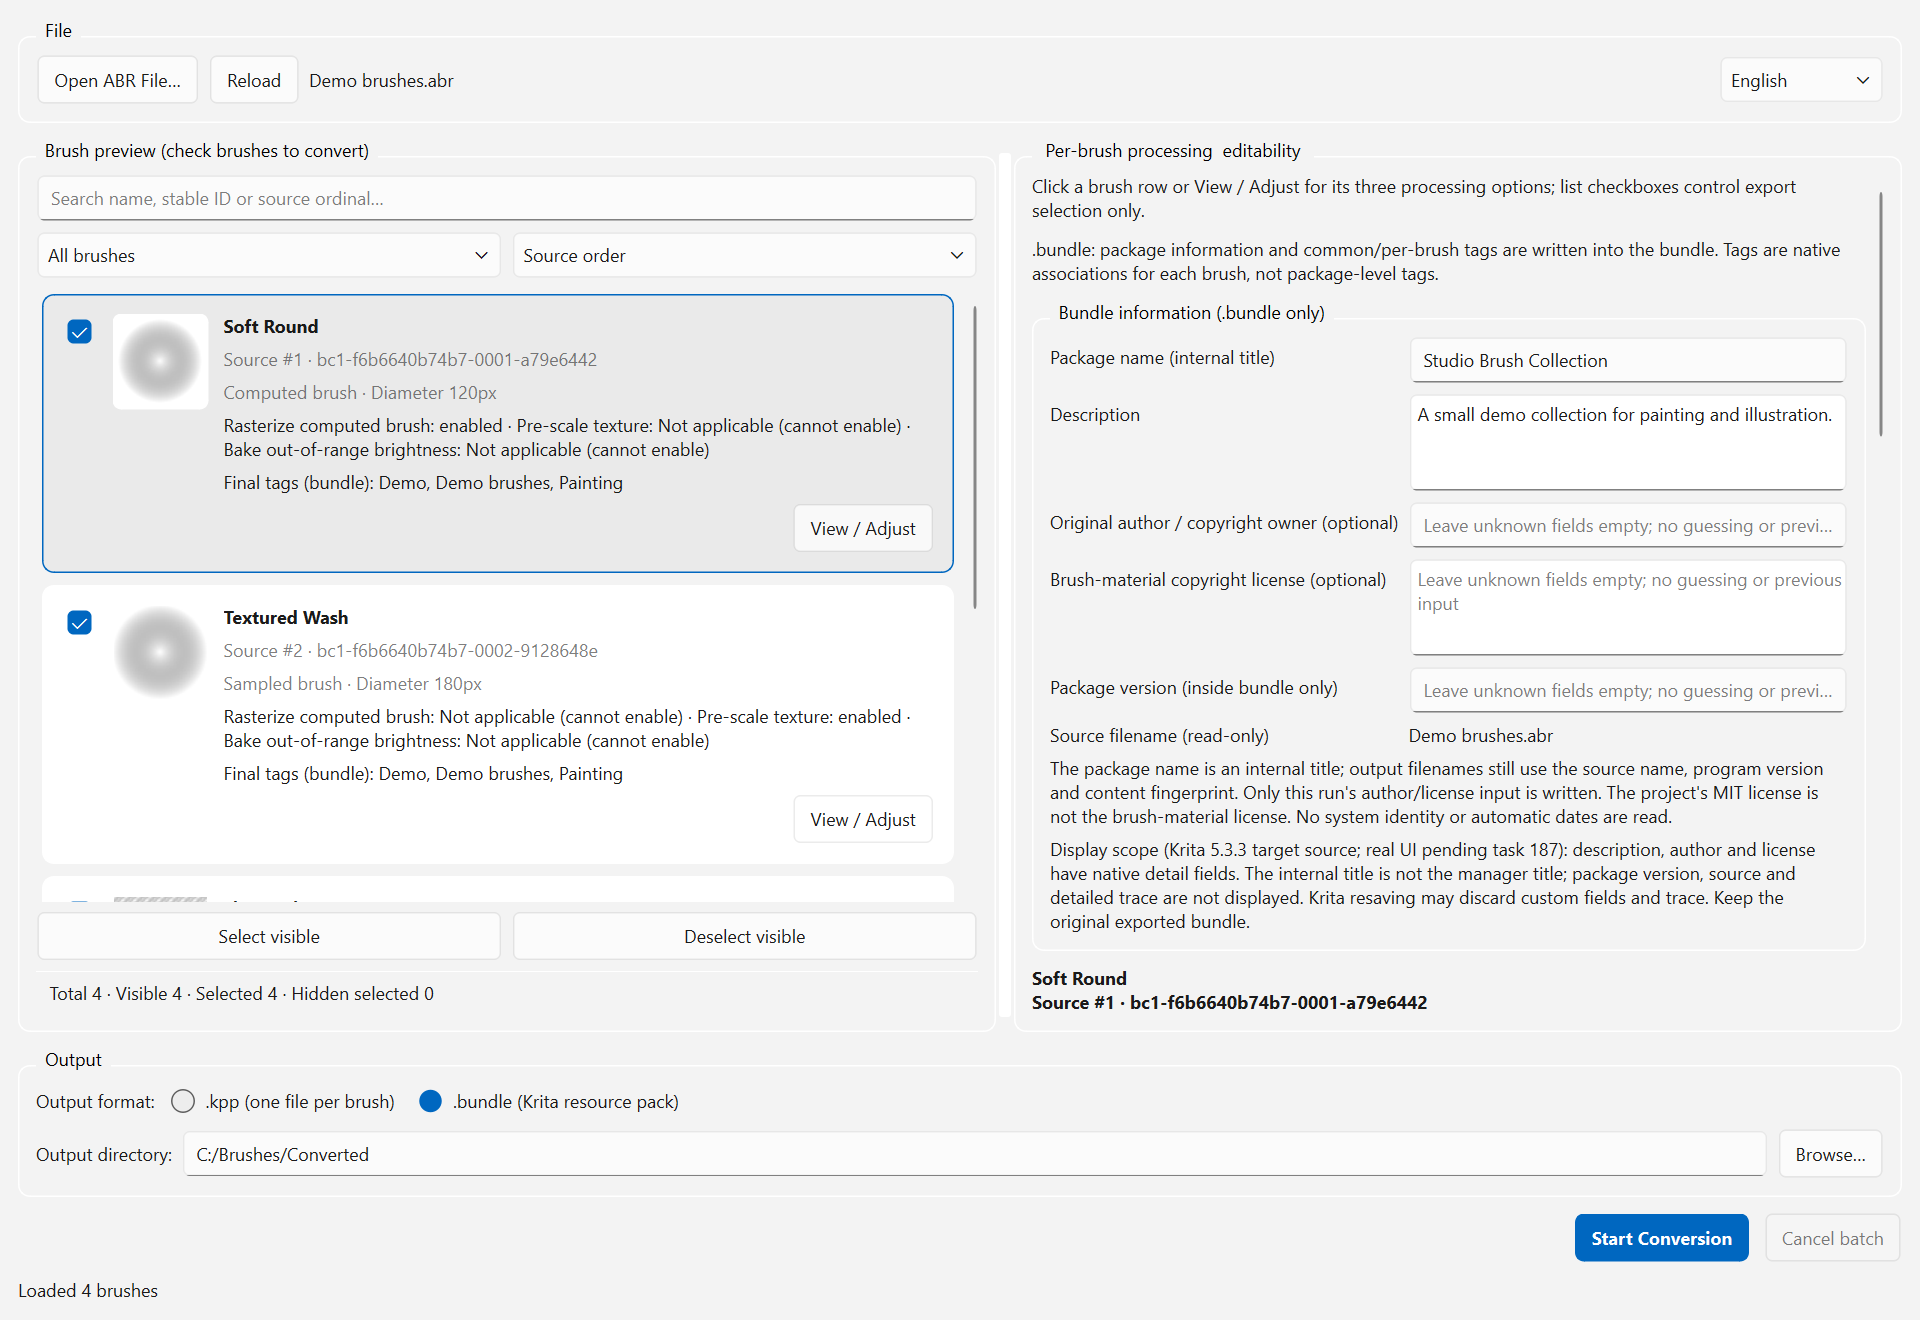 File
Open ABR File...
Reload
Demo brushes.abr
English
Brush preview (check brushes to convert)
Search name, stable ID or source ordinal...
All brushes
Source order
Soft Round
Source #1 · bc1-f6b6640b74b7-0001-a79e6442
Computed brush · Diameter 120px
Rasterize computed brush: enabled · Pre-scale texture: Not applicable (cannot enable) ·
Bake out-of-range brightness: Not applicable (cannot enable)
Final tags (bundle): Demo, Demo brushes, Painting
View / Adjust
Textured Wash
Source #2 · bc1-f6b6640b74b7-0002-9128648e
Sampled brush · Diameter 180px
Rasterize computed brush: Not applicable (cannot enable) · Pre-scale texture: enabled ·
Bake out-of-range brightness: Not applicable (cannot enable)
Final tags (bundle): Demo, Demo brushes, Painting
View / Adjust
Select visible
Deselect visible
Total 4 · Visible 4 · Selected 4 · Hidden selected 0
Per-brush processing  editability
Click a brush row or View / Adjust for its three processing options; list checkboxes control export
selection only.
.bundle: package information and common/per-brush tags are written into the bundle. Tags are native
associations for each brush, not package-level tags.
Bundle information (.bundle only)
Package name (internal title)
Studio Brush Collection
Description
A small demo collection for painting and illustration.
Original author / copyright owner (optional)
Leave unknown fields empty; no guessing or previ...
Brush-material copyright license (optional)
Leave unknown fields empty; no guessing or previous
input
Package version (inside bundle only)
Leave unknown fields empty; no guessing or previ...
Source filename (read-only)
Demo brushes.abr
The package name is an internal title; output filenames still use the source name, program version
and content fingerprint. Only this run's author/license input is written. The project's MIT license is
not the brush-material license. No system identity or automatic dates are read.
Display scope (Krita 5.3.3 target source; real UI pending task 187): description, author and license
have native detail fields. The internal title is not the manager title; package version, source and
detailed trace are not displayed. Krita resaving may discard custom fields and trace. Keep the
original exported bundle.
Soft Round
Source #1 · bc1-f6b6640b74b7-0001-a79e6442
Output
Output format:
.kpp (one file per brush)
.bundle (Krita resource pack)
Output directory:
C:/Brushes/Converted
Browse...
Start Conversion
Cancel batch
Loaded 4 brushes